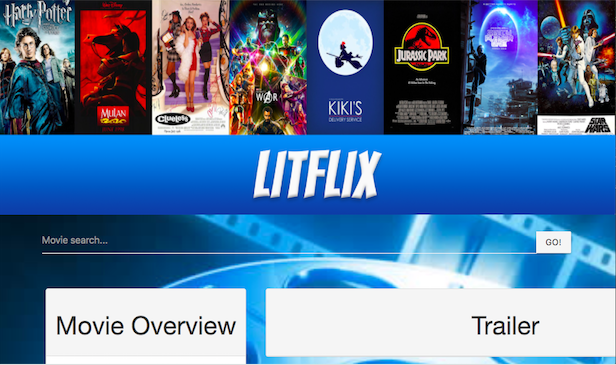 Harry Potter
MULAN
Clueless
WAR
KIKI'S
DELIVERY SERVICE
JURASSIC PARK
STAR
WARS
LITFLIX
Movie search...
GO!
Movie Overview
Trailer